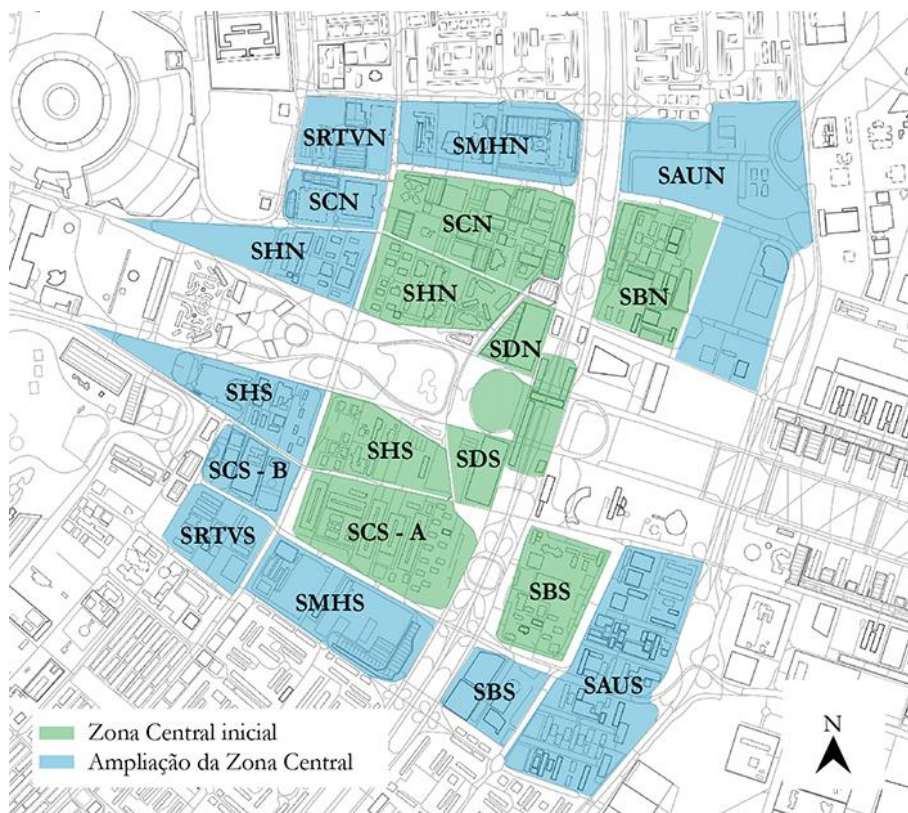 SRTVN
SMHN
SAUN
SCN
SCN
SHN
SHN
SBN
SDN
SHS
SHS
SDS
SCS - B
SRTVS
SCS - A
SMHS
SBS
SBS
SAUS
Zona Central inicial
Ampliação da Zona Central
N